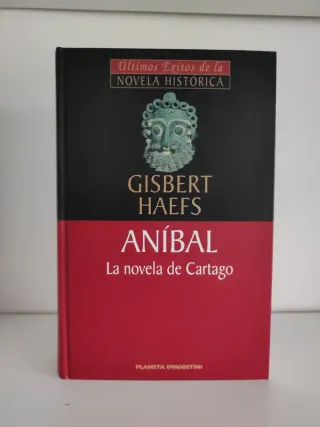 Últimos Éxitos de la
NOVELA HISTÓRICA
GISBERT
HAEFS
ANÍBAL
La novela de Cartago
PLANETA-DEAGOSTINI